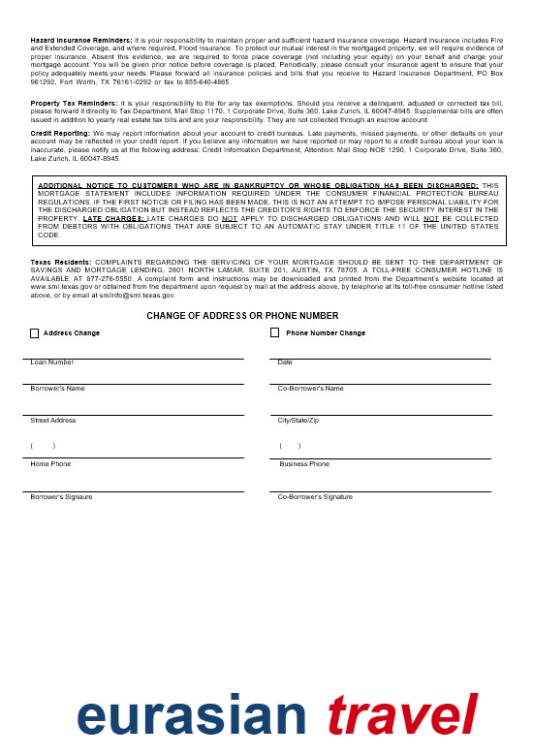 Hazard Insurance Reminders: It is your responsibility to maintain proper and sufficient hazard insurance coverage. Hazard insurance includes Fire
and Extended Coverage, and where required, Flood Insurance. To protect our mutual interest in the mortgaged property, we will require evidence of
proper insurance. Absent this evidence, we are required to force place coverage (not including your equity) on your behalf and charge your
mortgage account. You will be given prior notice before coverage is placed. Periodically, please consult your insurance agent to ensure that your
policy adequately meets your needs. Please forward all insurance policies and bills that you receive to Hazard Insurance Department, PO Box
961292, Fort Worth, TX 76161-0292 or fax to 855-640-4865.
Property Tax Reminders: It is your responsibility to file for any tax exemptions. Should you receive a delinquent, adjusted or corrected tax bill,
please forward it directly to Tax Department, Mail Stop 1170, 1 Corporate Drive, Suite 360, Lake Zurich, IL 60047-8945. Supplemental bills are often
issued in addition to yearly real estate tax bills and are your responsibility. They are not collected through an escrow account.
Credit Reporting: We may report information about your account to credit bureaus. Late payments, missed payments, or other defaults on your
account may be reflected in your credit report. If you believe any information we have reported or may report to a credit bureau about your loan is
inaccurate, please notify us at the following address: Credit Information Department, Attention: Mail Stop NOE 1290, 1 Corporate Drive, Suite 360,
Lake Zurich, IL 60047-8945.
ADDITIONAL NOTICE TO CUSTOMERS WHO ARE IN BANKRUPTCY OR WHOSE OBLIGATION HAS BEEN DISCHARGED: THIS
MORTGAGE STATEMENT INCLUDES INFORMATION REQUIRED UNDER THE CONSUMER FINANCIAL PROTECTION BUREAU
REGULATIONS. IF THE FIRST NOTICE OR FILING HAS BEEN MADE, THIS IS NOT AN ATTEMPT TO IMPOSE PERSONAL LIABILITY FOR
THE DISCHARGED OBLIGATION BUT INSTEAD REFLECTS THE CREDITOR'S RIGHTS TO ENFORCE THE SECURITY INTEREST IN THE
PROPERTY. LATE CHARGES: LATE CHARGES DO NOT APPLY TO DISCHARGED OBLIGATIONS AND WILL NOT BE COLLECTED
FROM DEBTORS WITH OBLIGATIONS THAT ARE SUBJECT TO AN AUTOMATIC STAY UNDER TITLE 11 OF THE UNITED STATES
CODE.
Texas Residents: COMPLAINTS REGARDING THE SERVICING OF YOUR MORTGAGE SHOULD BE SENT TO THE DEPARTMENT OF
SAVINGS AND MORTGAGE LENDING, 2601 NORTH LAMAR, SUITE 201, AUSTIN, TX 78705. A TOLL-FREE CONSUMER HOTLINE IS
AVAILABLE AT 877-276-5550. A complaint form and instructions may be downloaded and printed from the Department's website located at
www.sml.texas.gov or obtained from the department upon request by mail at the address above, by telephone at its toll-free consumer hotline listed
above, or by email at smlinfo@sml.texas.gov.
CHANGE OF ADDRESS OR PHONE NUMBER
Address Change Phone Number Change
Loan Number Date
Borrower's Name Co-Borrower's Name
Street Address City/State/Zip
( ) ( )
Home Phone Business Phone
Borrower's Signaure Co-Borrower's Signature
eurasian travel